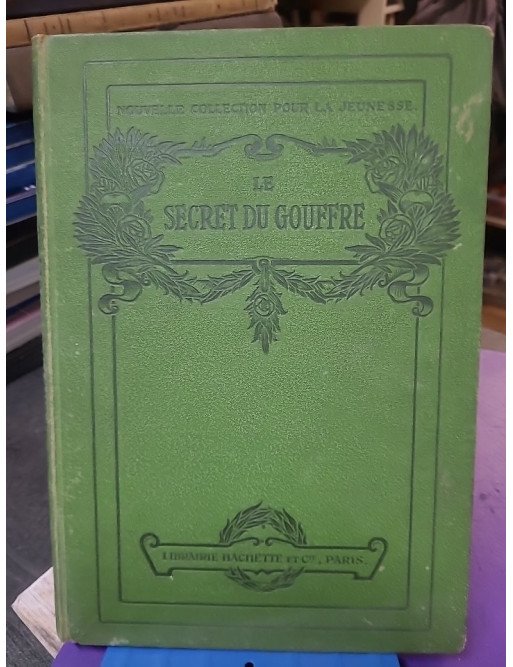 NOUVELLE COLLECTION POUR LA JEUNESSE.
LE
SECRET DU GOUFFRE
LIBRAIRIE HACHETTE ET Cie, PARIS.